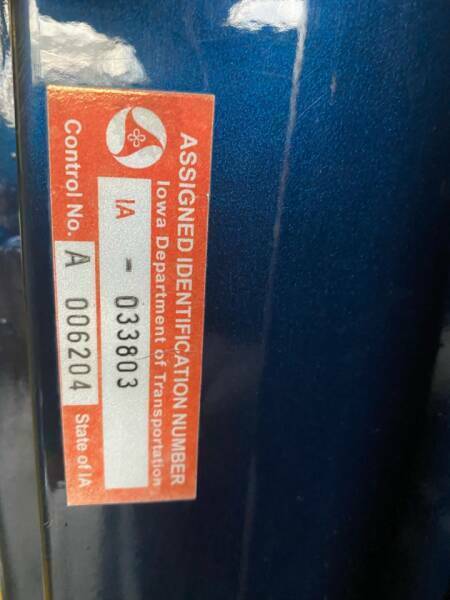 ASSIGNED IDENTIFICATION NUMBER
Iowa Department of Transportation
IA - 033803
Control No. A 006204 State of IA